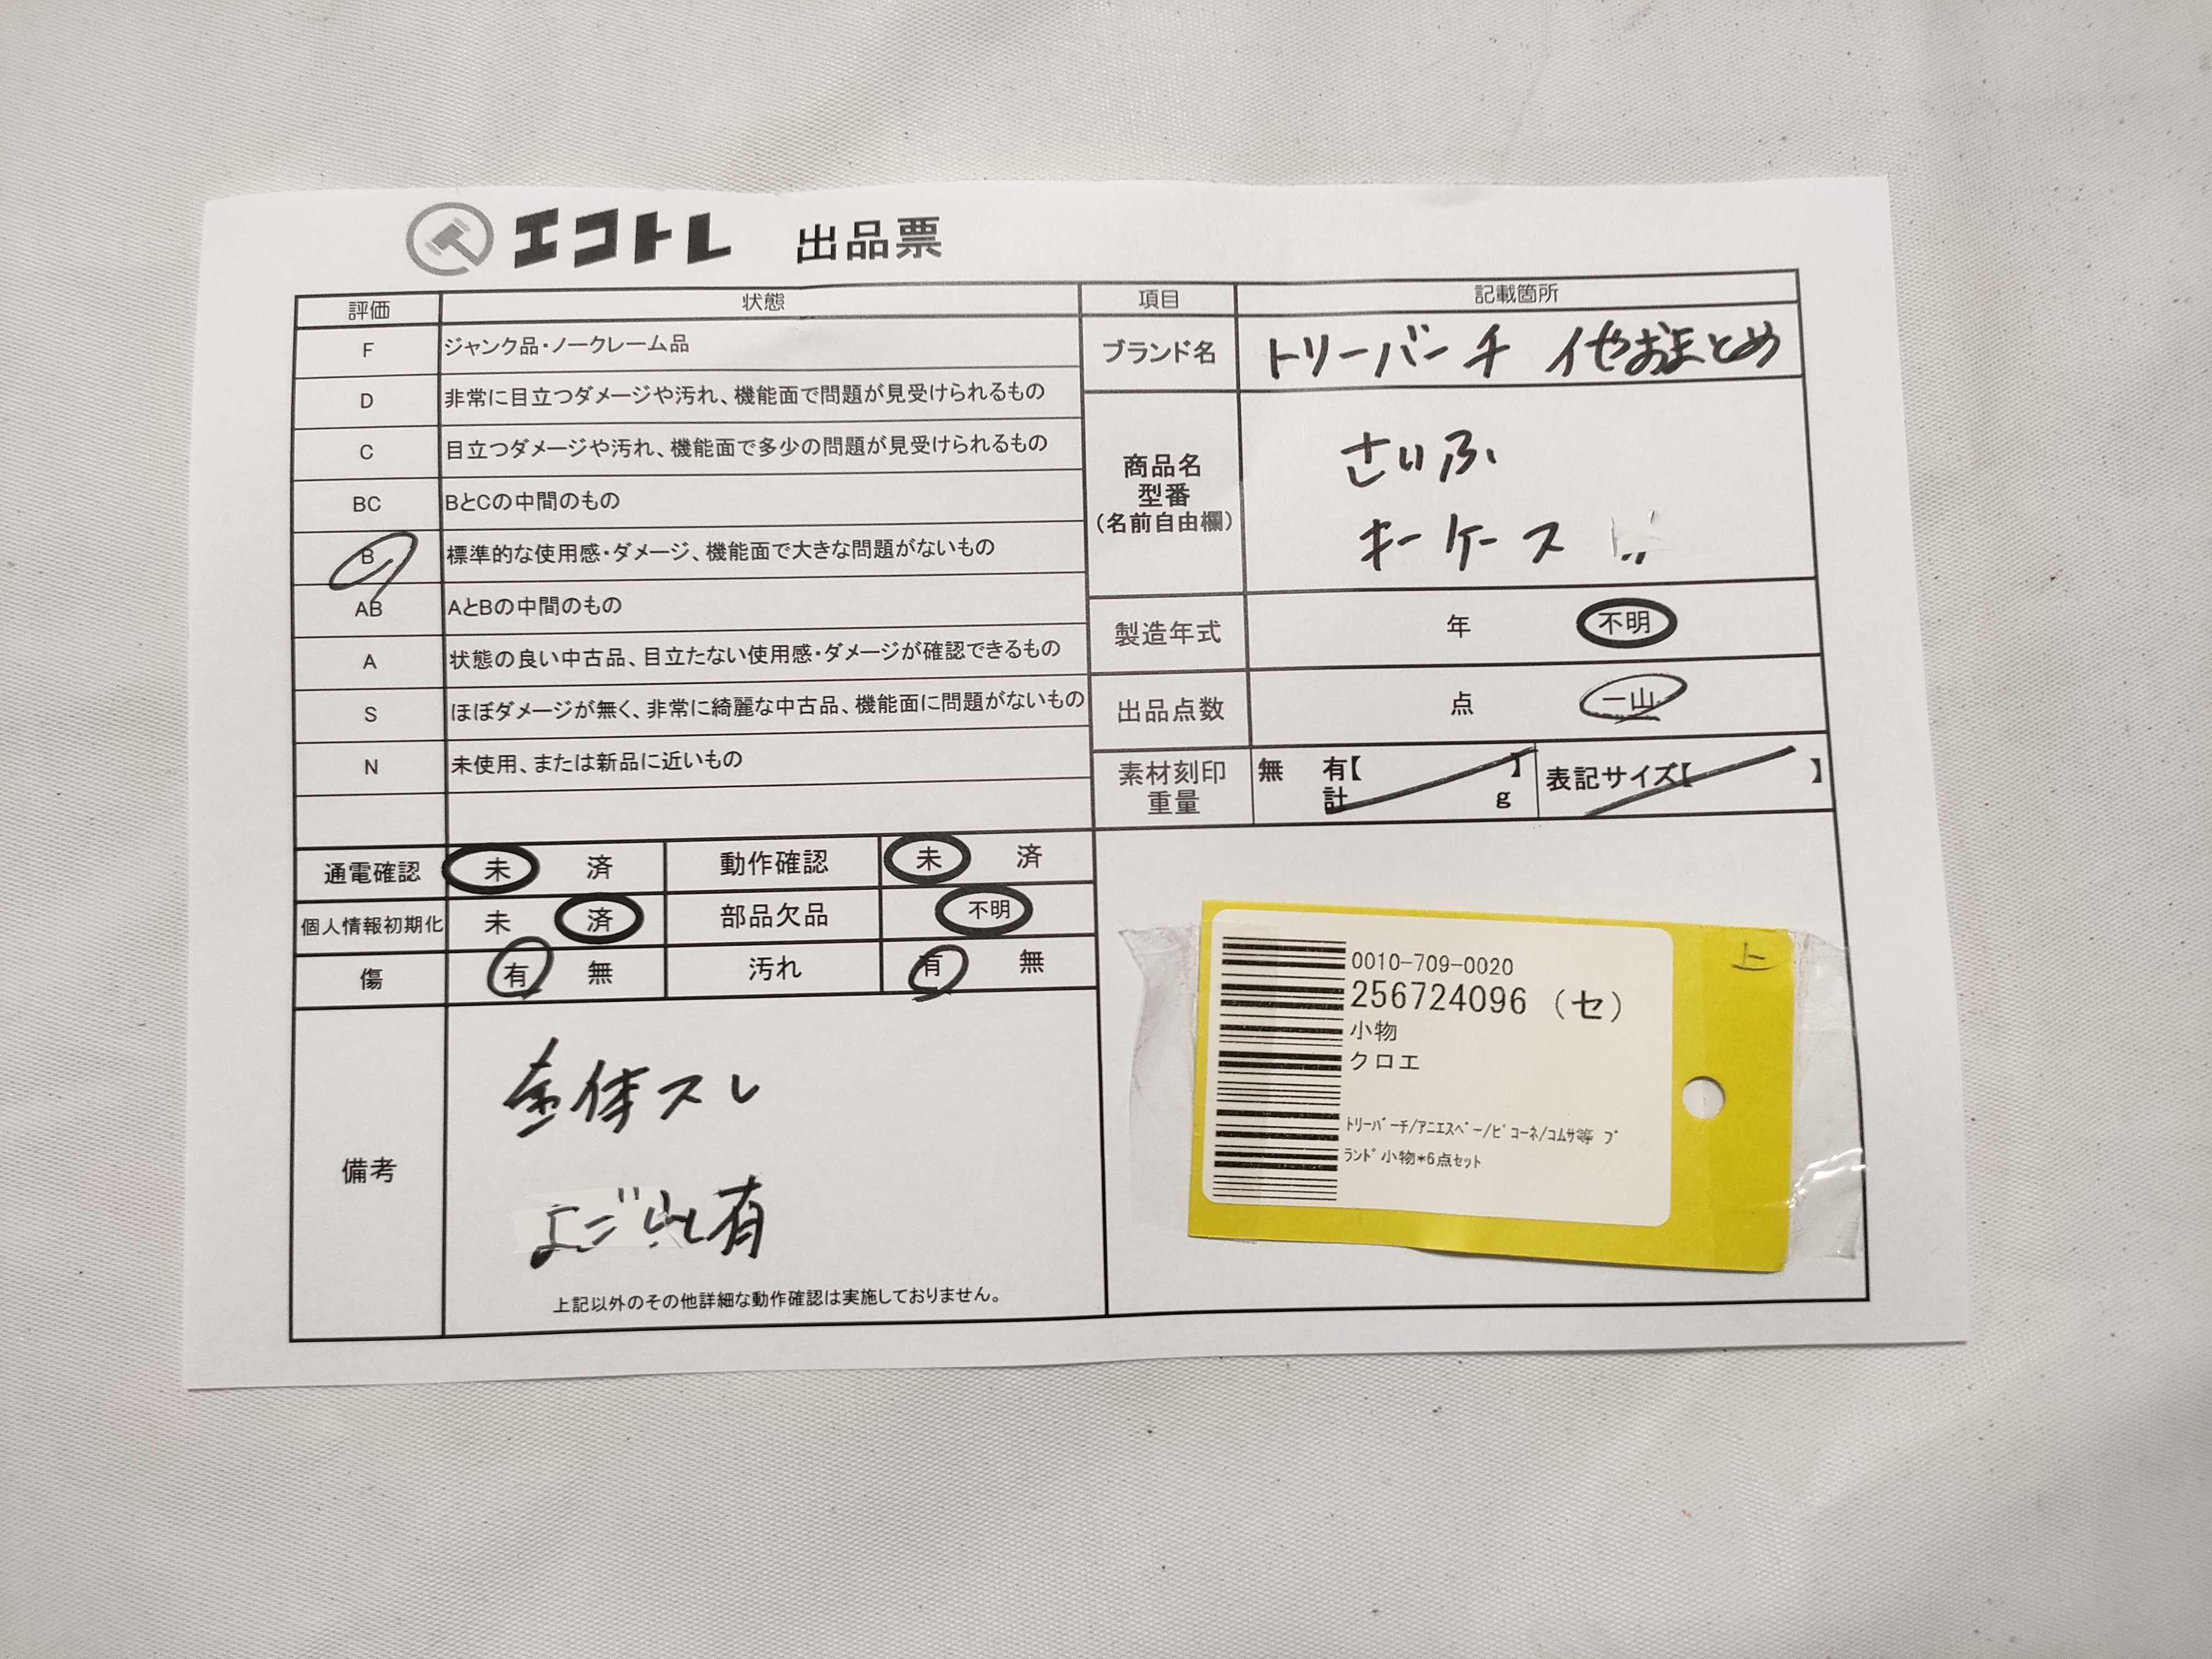 エコトレ 出品票
評価 状態
F ジャンク品・ノークレーム品
D 非常に目立つダメージや汚れ、機能面で問題が見受けられるもの
C 目立つダメージや汚れ、機能面で多少の問題が見受けられるもの
BC BとCの中間のもの
B 標準的な使用感・ダメージ、機能面で大きな問題がないもの
AB AとBの中間のもの
A 状態の良い中古品、目立たない使用感・ダメージが確認できるもの
S ほぼダメージが無く、非常に綺麗な中古品、機能面に問題がないもの
N 未使用、または新品に近いもの
通電確認 未 済 動作確認 未 済
個人情報初期化 未 済 部品欠品 不明
傷 有 無 汚れ 有 無
備考
全体スレ
よごれ有
上記以外のその他詳細な動作確認は実施しておりません。
項目 記載箇所
ブランド名 トリーバーチ 他おまとめ
商品名
型番
(名前自由欄)
さいふ
キーケース
製造年式 年 不明
出品点数 点 一山
素材刻印 無 有【 】 表記サイズ【 】
重量 計 g
上
0010-709-0020
256724096 (セ)
小物
クロエ
ﾄﾘｰﾊﾞｰﾁ/ｱﾆｴｽﾍﾞｰ/ﾋﾞｺｰﾈ/ｺﾑｻ等 ﾌﾞ
ﾗﾝﾄﾞ小物*6点ｾｯﾄ